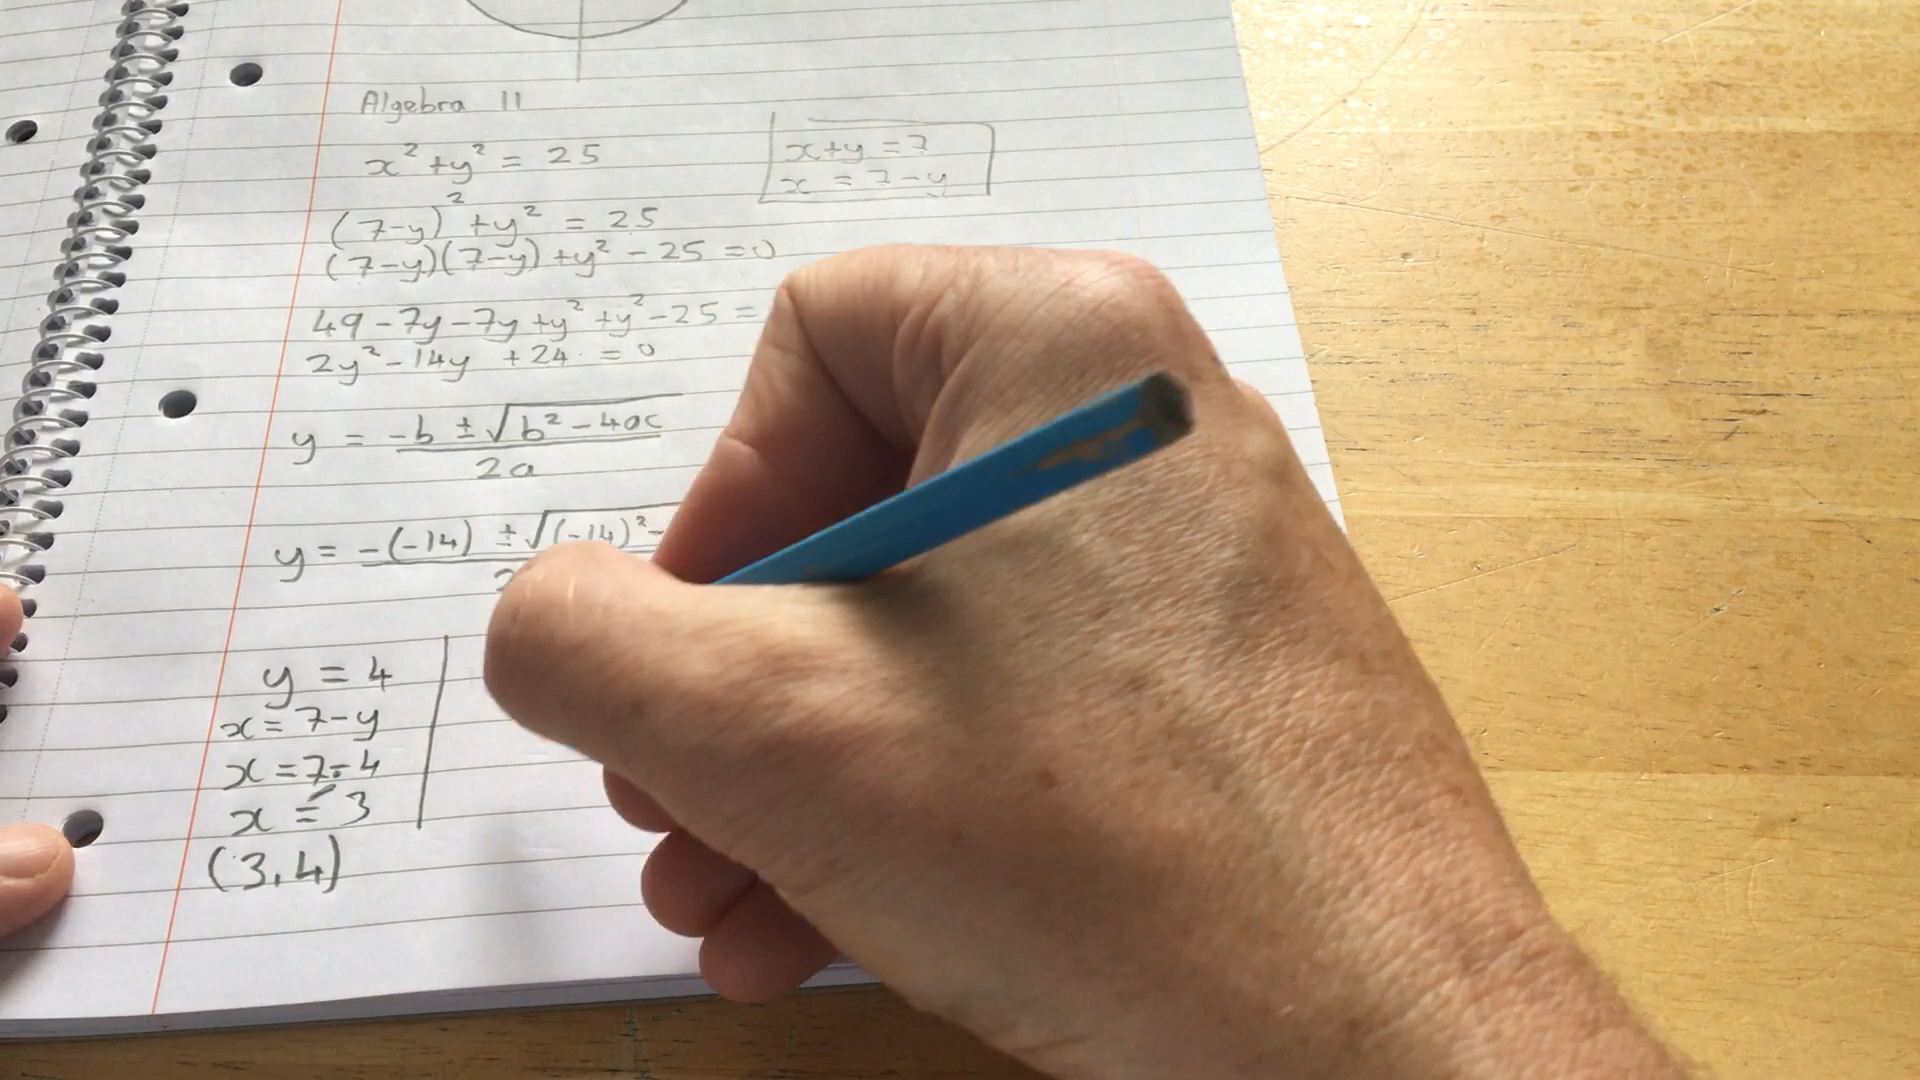 Algebra 11
x² + y² = 25
x+y = 7
x = 7-y
(7-y)² + y² = 25
(7-y)(7-y) + y² - 25 = 0
49 - 7y - 7y + y² + y² - 25 =
2y² - 14y + 24 = 0
y = -b ± √b² - 4ac
2a
y = -(-14) ± √(-14)² -
2
y = 4
x = 7-y
x = 7-4
x = 3
(3,4)